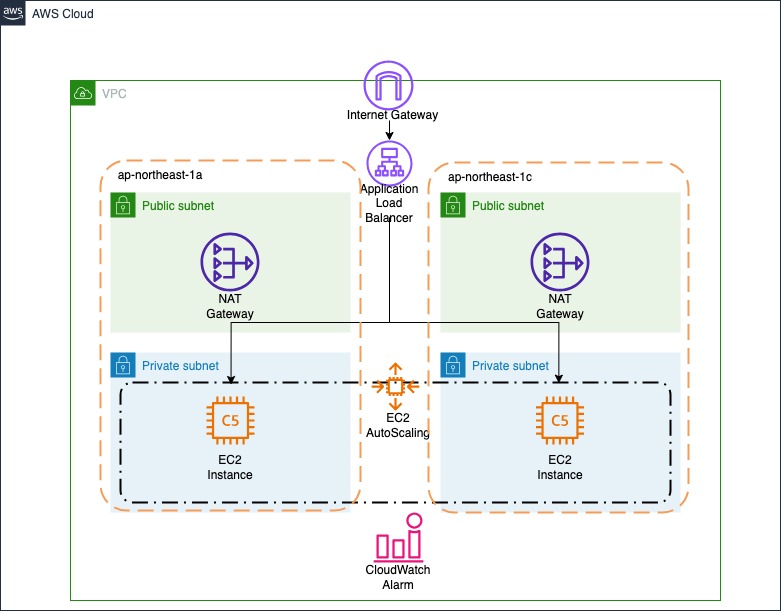 aws
AWS Cloud
VPC
Internet Gateway
ap-northeast-1a
ap-northeast-1c
Application
Load
Balancer
Public subnet
Public subnet
NAT
Gateway
NAT
Gateway
Private subnet
Private subnet
C5
C5
EC2
AutoScaling
EC2
Instance
EC2
Instance
CloudWatch
Alarm